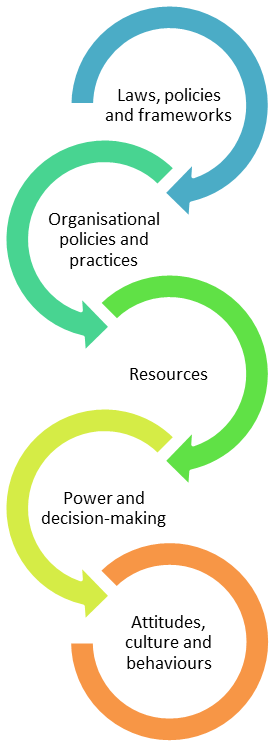 Laws, policies
and frameworks
Organisational
policies and
practices
Resources
Power and
decision-making
Attitudes,
culture and
behaviours